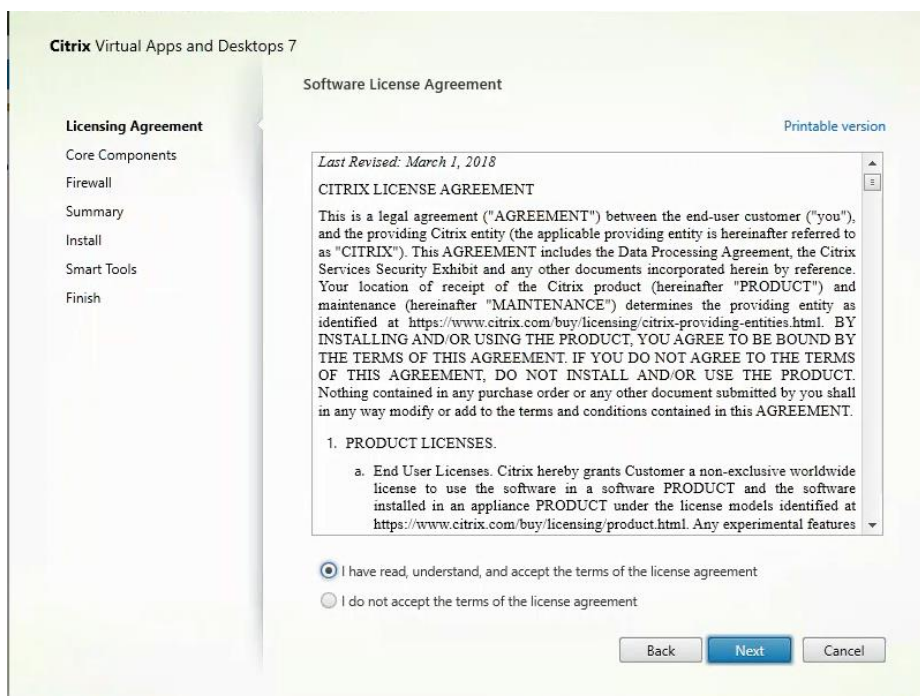 Citrix Virtual Apps and Desktops 7
Software License Agreement
Licensing Agreement
Core Components
Firewall
Summary
Install
Smart Tools
Finish
Printable version
Last Revised: March 1, 2018
CITRIX LICENSE AGREEMENT
This is a legal agreement ("AGREEMENT") between the end-user customer ("you"),
and the providing Citrix entity (the applicable providing entity is hereinafter referred to
as "CITRIX"). This AGREEMENT includes the Data Processing Agreement, the Citrix
Services Security Exhibit and any other documents incorporated herein by reference.
Your location of receipt of the Citrix product (hereinafter "PRODUCT") and
maintenance (hereinafter "MAINTENANCE") determines the providing entity as
identified at https://www.citrix.com/buy/licensing/citrix-providing-entities.html. BY
INSTALLING AND/OR USING THE PRODUCT, YOU AGREE TO BE BOUND BY
THE TERMS OF THIS AGREEMENT. IF YOU DO NOT AGREE TO THE TERMS
OF THIS AGREEMENT, DO NOT INSTALL AND/OR USE THE PRODUCT.
Nothing contained in any purchase order or any other document submitted by you shall
in any way modify or add to the terms and conditions contained in this AGREEMENT.
1. PRODUCT LICENSES.
a. End User Licenses. Citrix hereby grants Customer a non-exclusive worldwide
license to use the software in a software PRODUCT and the software
installed in an appliance PRODUCT under the license models identified at
https://www.citrix.com/buy/licensing/product.html. Any experimental features
I have read, understand, and accept the terms of the license agreement
I do not accept the terms of the license agreement
Back
Next
Cancel